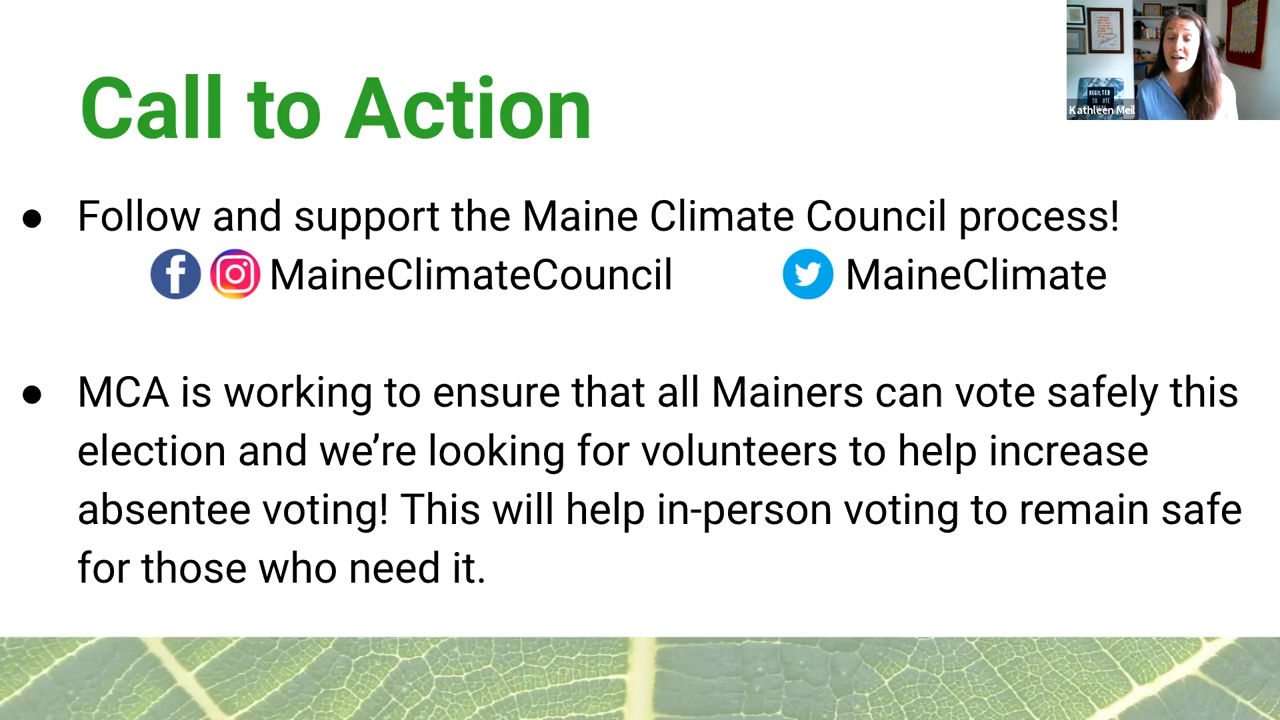 Call to Action
Kathleen Meil
● Follow and support the Maine Climate Council process!
MaineClimateCouncil MaineClimate
● MCA is working to ensure that all Mainers can vote safely this
election and we’re looking for volunteers to help increase
absentee voting! This will help in-person voting to remain safe
for those who need it.